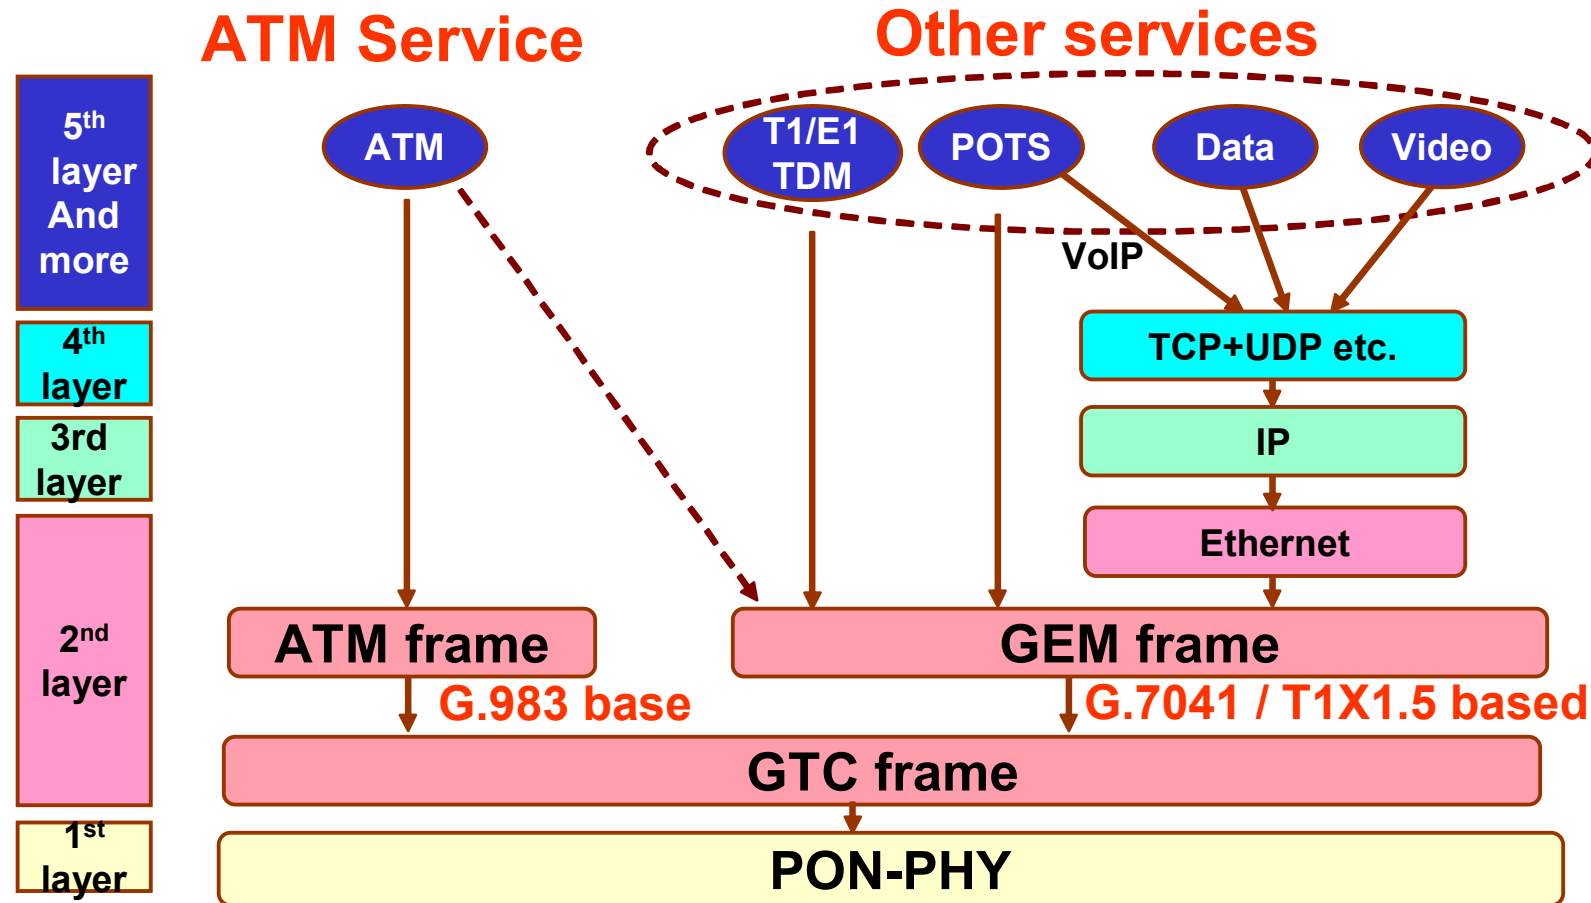 ATM Service
Other services
5th
layer
And
more
ATM
T1/E1
TDM
POTS
Data
Video
VoIP
4th
layer
TCP+UDP etc.
3rd
layer
IP
Ethernet
2nd
layer
ATM frame
GEM frame
G.983 base
G.7041 / T1X1.5 based
GTC frame
1st
layer
PON-PHY